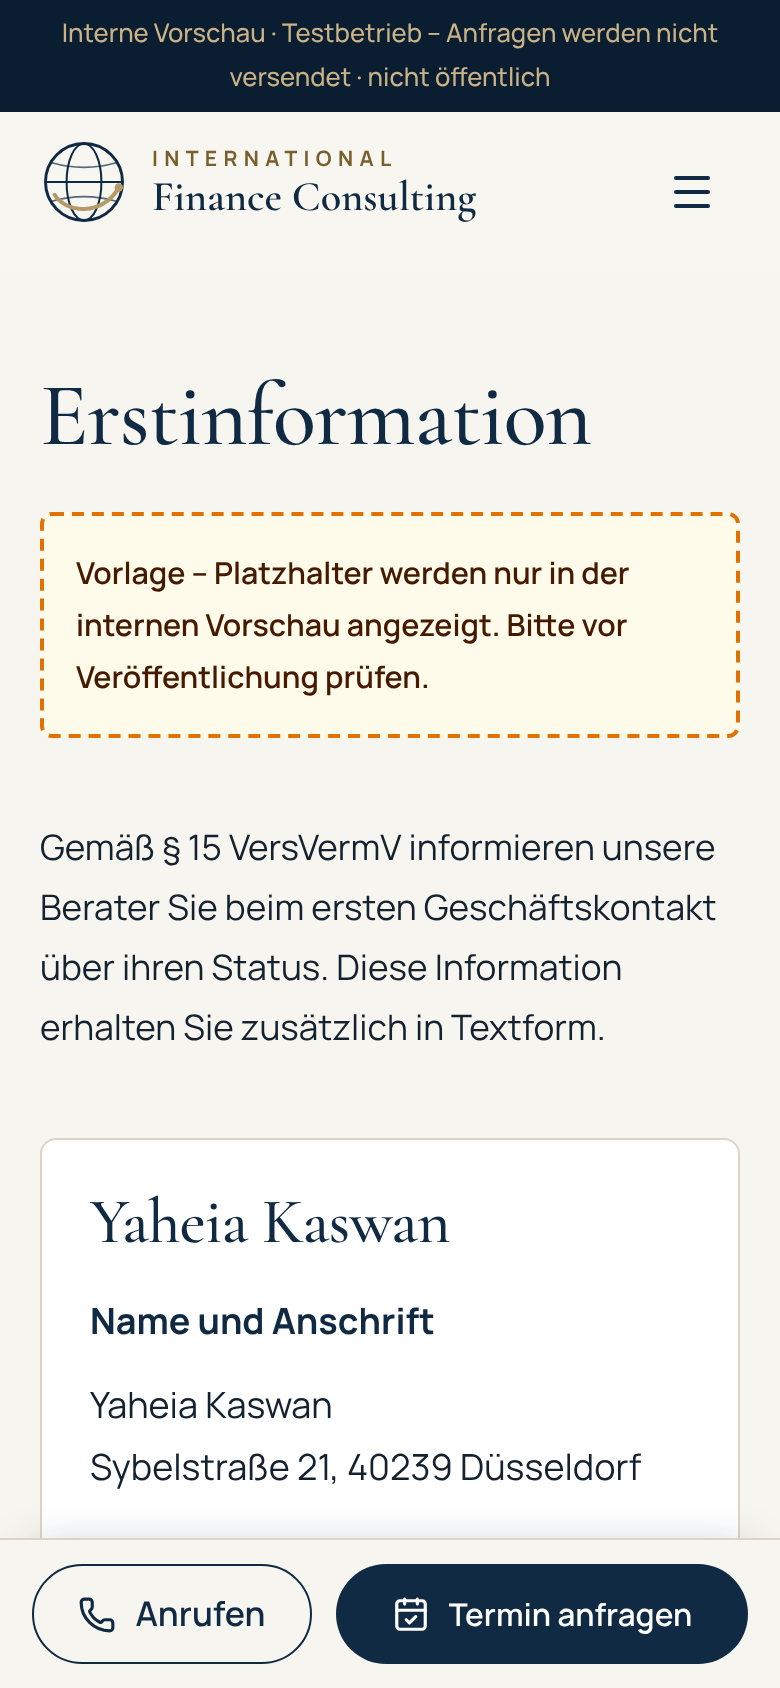 Interne Vorschau · Testbetrieb – Anfragen werden nicht
versendet · nicht öffentlich
INTERNATIONAL
Finance Consulting
Erstinformation
Vorlage – Platzhalter werden nur in der
internen Vorschau angezeigt. Bitte vor
Veröffentlichung prüfen.
Gemäß § 15 VersVermV informieren unsere
Berater Sie beim ersten Geschäftskontakt
über ihren Status. Diese Information
erhalten Sie zusätzlich in Textform.
Yaheia Kaswan
Name und Anschrift
Yaheia Kaswan
Sybelstraße 21, 40239 Düsseldorf
Anrufen
Termin anfragen